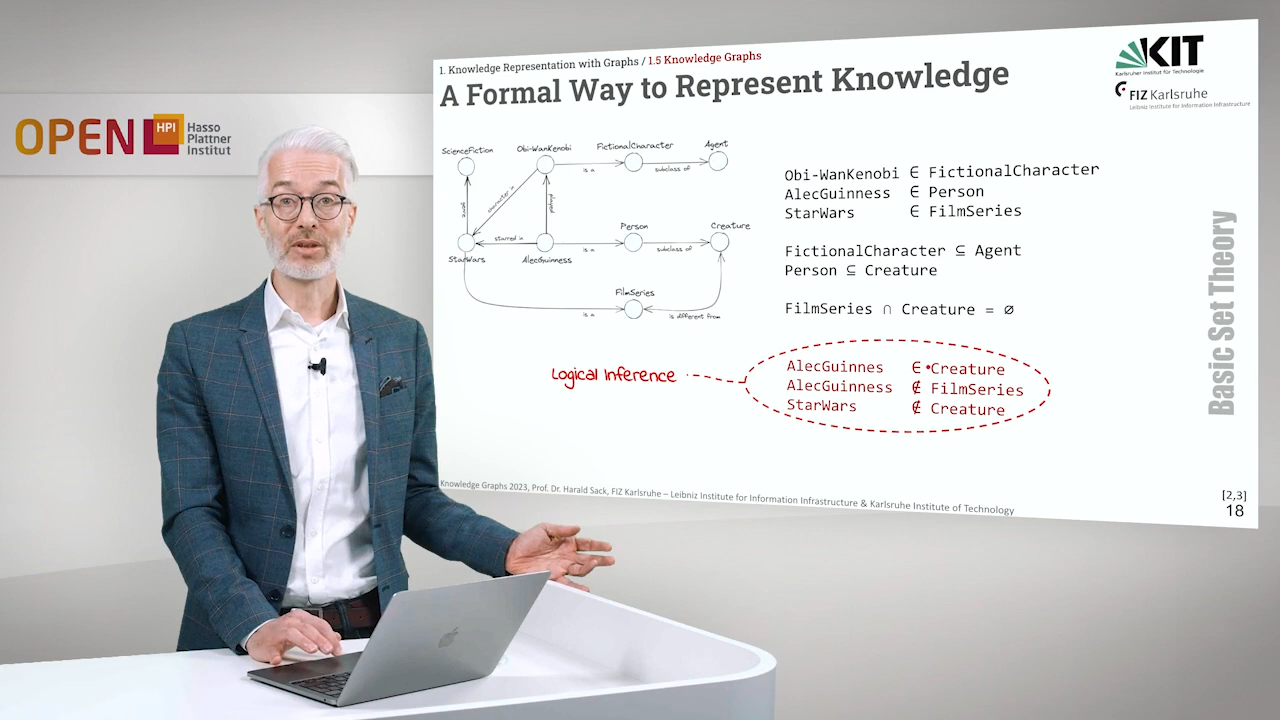 OPEN HPI Hasso
Plattner
Institut
1. Knowledge Representation with Graphs / 1.5 Knowledge Graphs
A Formal Way to Represent Knowledge
KIT
Karlsruher Institut für Technologie
FIZ Karlsruhe
Leibniz Institute for Information Infrastructure
ScienceFiction
Obi-WanKenobi
FictionalCharacter
Agent
is a
subclass of
genre
character in
played
StarWars
starred in
AlecGuinness
is a
Person
subclass of
Creature
FilmSeries
is a
is different from
Obi-WanKenobi ∈ FictionalCharacter
AlecGuinness ∈ Person
StarWars ∈ FilmSeries
FictionalCharacter ⊆ Agent
Person ⊆ Creature
FilmSeries ∩ Creature = ∅
Logical Inference
AlecGuinnes ∈ Creature
AlecGuinness ∉ FilmSeries
StarWars ∉ Creature
Basic Set Theory
Knowledge Graphs 2023, Prof. Dr. Harald Sack, FIZ Karlsruhe – Leibniz Institute for Information Infrastructure & Karlsruhe Institute of Technology
[2,3]
18